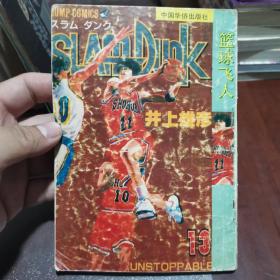 JUMP COMICS
スラムダンク
中国华侨出版社
SLAM DUNK
篮球飞人
SHOHOKU
11
井上雄彦
10
13
UNSTOPPABLE